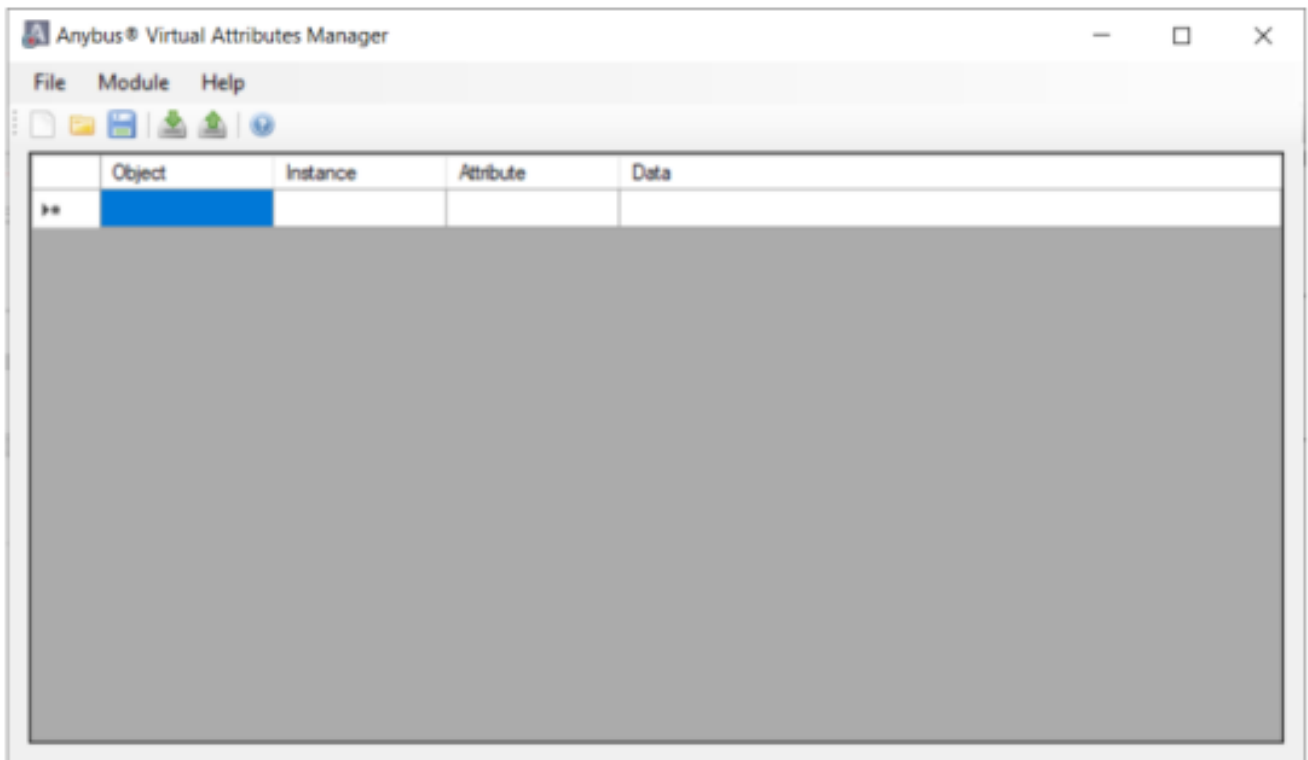 Anybus® Virtual Attributes Manager
File Module Help
Object Instance Attribute Data